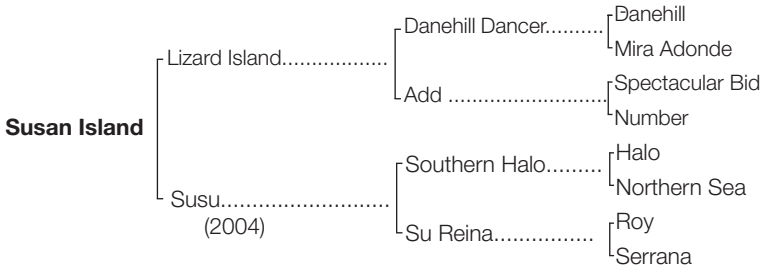 Danehill
Danehill Dancer..........
Mira Adonde
Lizard Island...................
Spectacular Bid
Add ............................
Number
Susan Island
Halo
Southern Halo.........
Northern Sea
Susu..............................
(2004)
Roy
Su Reina................
Serrana